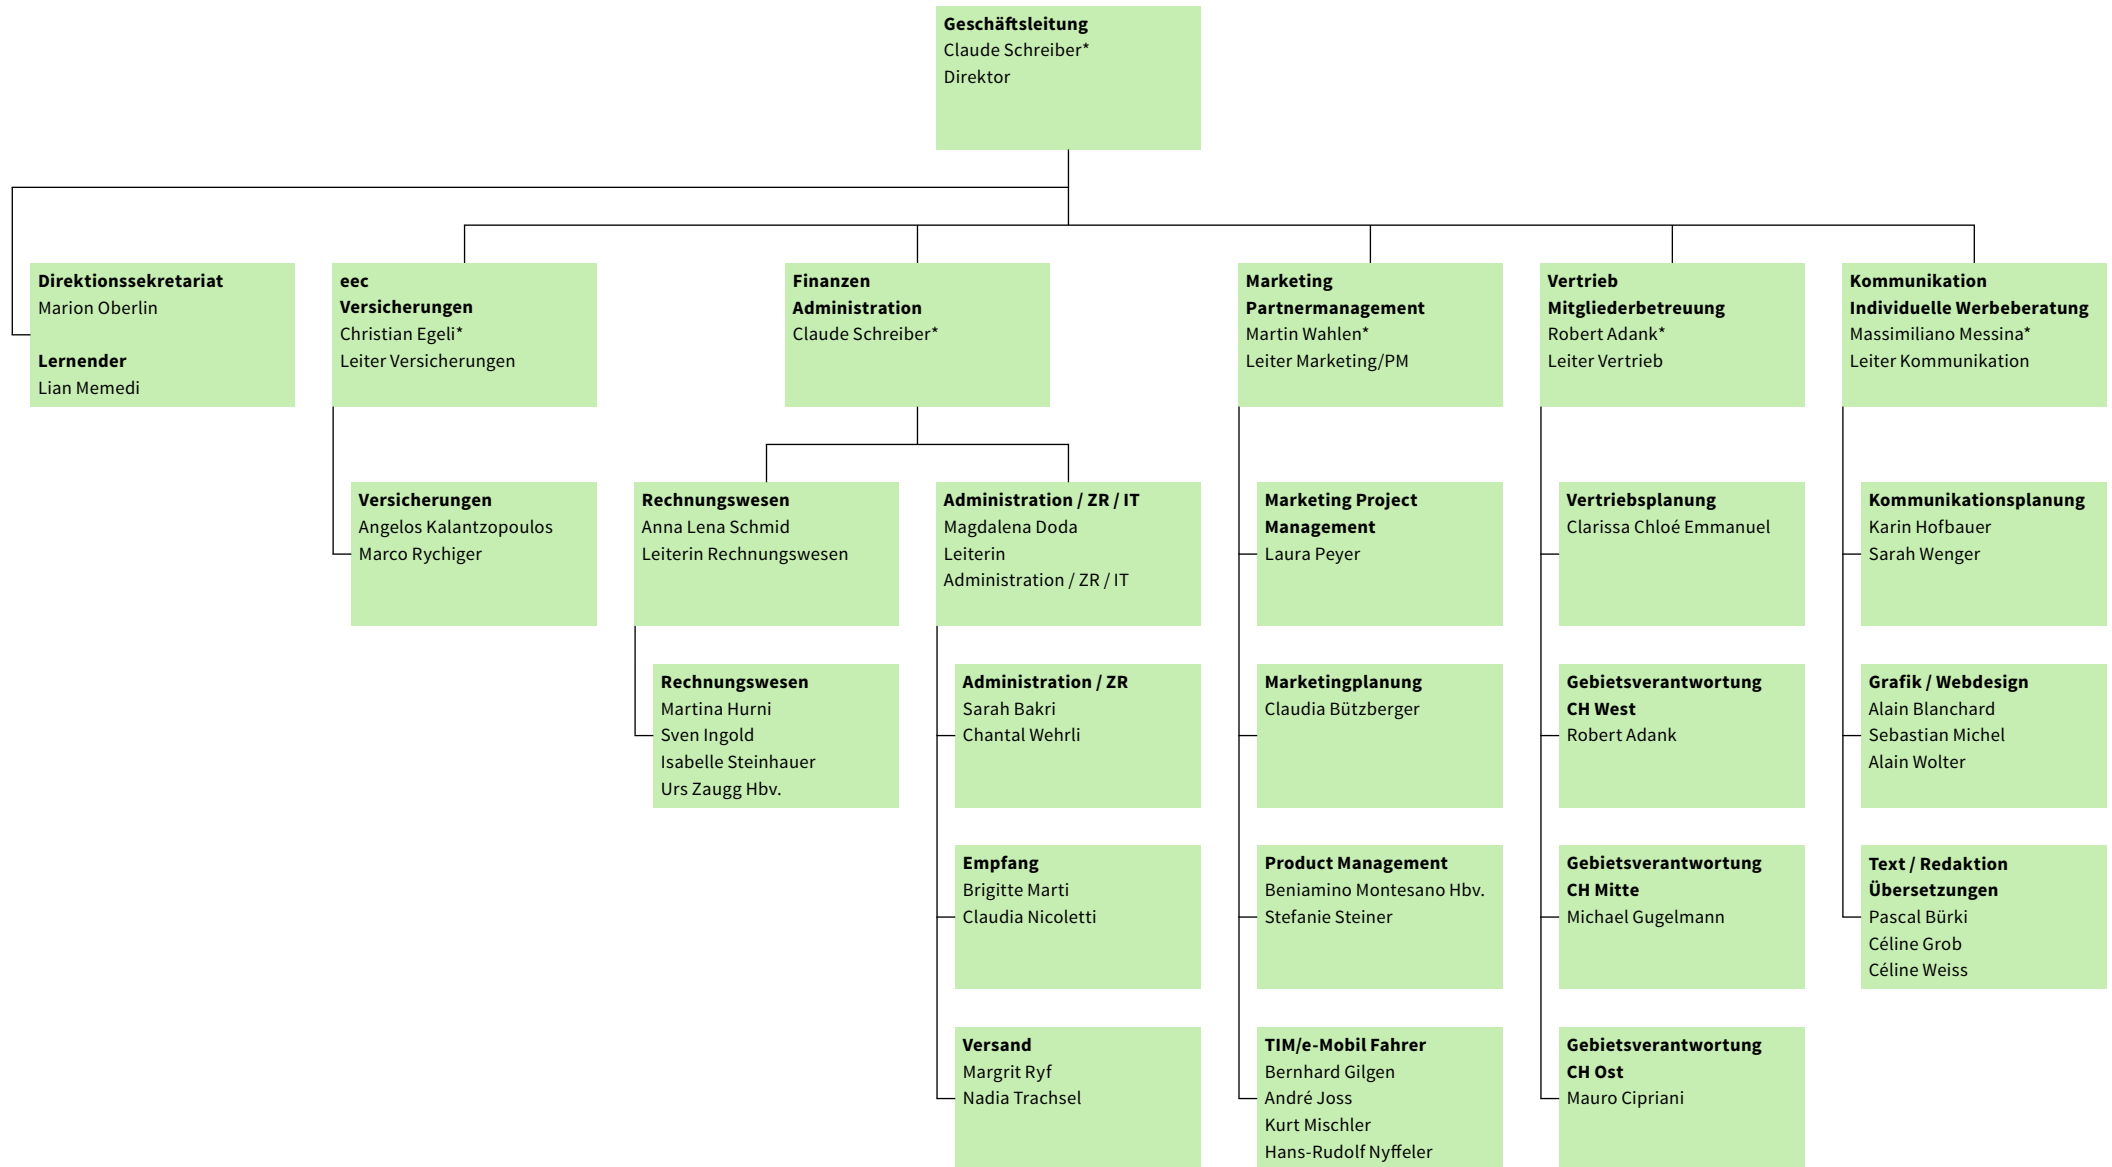 Geschäftsleitung
Claude Schreiber*
Direktor
Direktionssekretariat
Marion Oberlin
Lernender
Lian Memedi
eec
Versicherungen
Christian Egeli*
Leiter Versicherungen
Finanzen
Administration
Claude Schreiber*
Marketing
Partnermanagement
Martin Wahlen*
Leiter Marketing/PM
Vertrieb
Mitgliederbetreuung
Robert Adank*
Leiter Vertrieb
Kommunikation
Individuelle Werbeberatung
Massimiliano Messina*
Leiter Kommunikation
Versicherungen
Angelos Kalantzopoulos
Marco Rychiger
Rechnungswesen
Anna Lena Schmid
Leiterin Rechnungswesen
Administration / ZR / IT
Magdalena Doda
Leiterin
Administration / ZR / IT
Marketing Project
Management
Laura Peyer
Vertriebsplanung
Clarissa Chloé Emmanuel
Kommunikationsplanung
Karin Hofbauer
Sarah Wenger
Rechnungswesen
Martina Hurni
Sven Ingold
Isabelle Steinhauer
Urs Zaugg Hbv.
Administration / ZR
Sarah Bakri
Chantal Wehrli
Marketingplanung
Claudia Bützberger
Gebietsverantwortung
CH West
Robert Adank
Grafik / Webdesign
Alain Blanchard
Sebastian Michel
Alain Wolter
Empfang
Brigitte Marti
Claudia Nicoletti
Product Management
Beniamino Montesano Hbv.
Stefanie Steiner
Gebietsverantwortung
CH Mitte
Michael Gugelmann
Text / Redaktion
Übersetzungen
Pascal Bürki
Céline Grob
Céline Weiss
Versand
Margrit Ryf
Nadia Trachsel
TIM/e-Mobil Fahrer
Bernhard Gilgen
André Joss
Kurt Mischler
Hans-Rudolf Nyffeler
Gebietsverantwortung
CH Ost
Mauro Cipriani